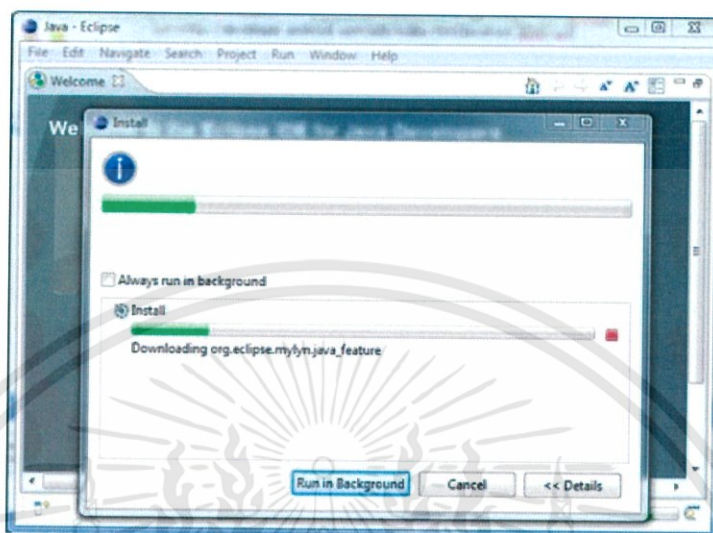 Java - Eclipse
File Edit Navigate Search Project Run Window Help
Welcome
We
Install
Always run in background
Install
Downloading org.eclipse.mylyn.java_feature
Run in Background Cancel << Details